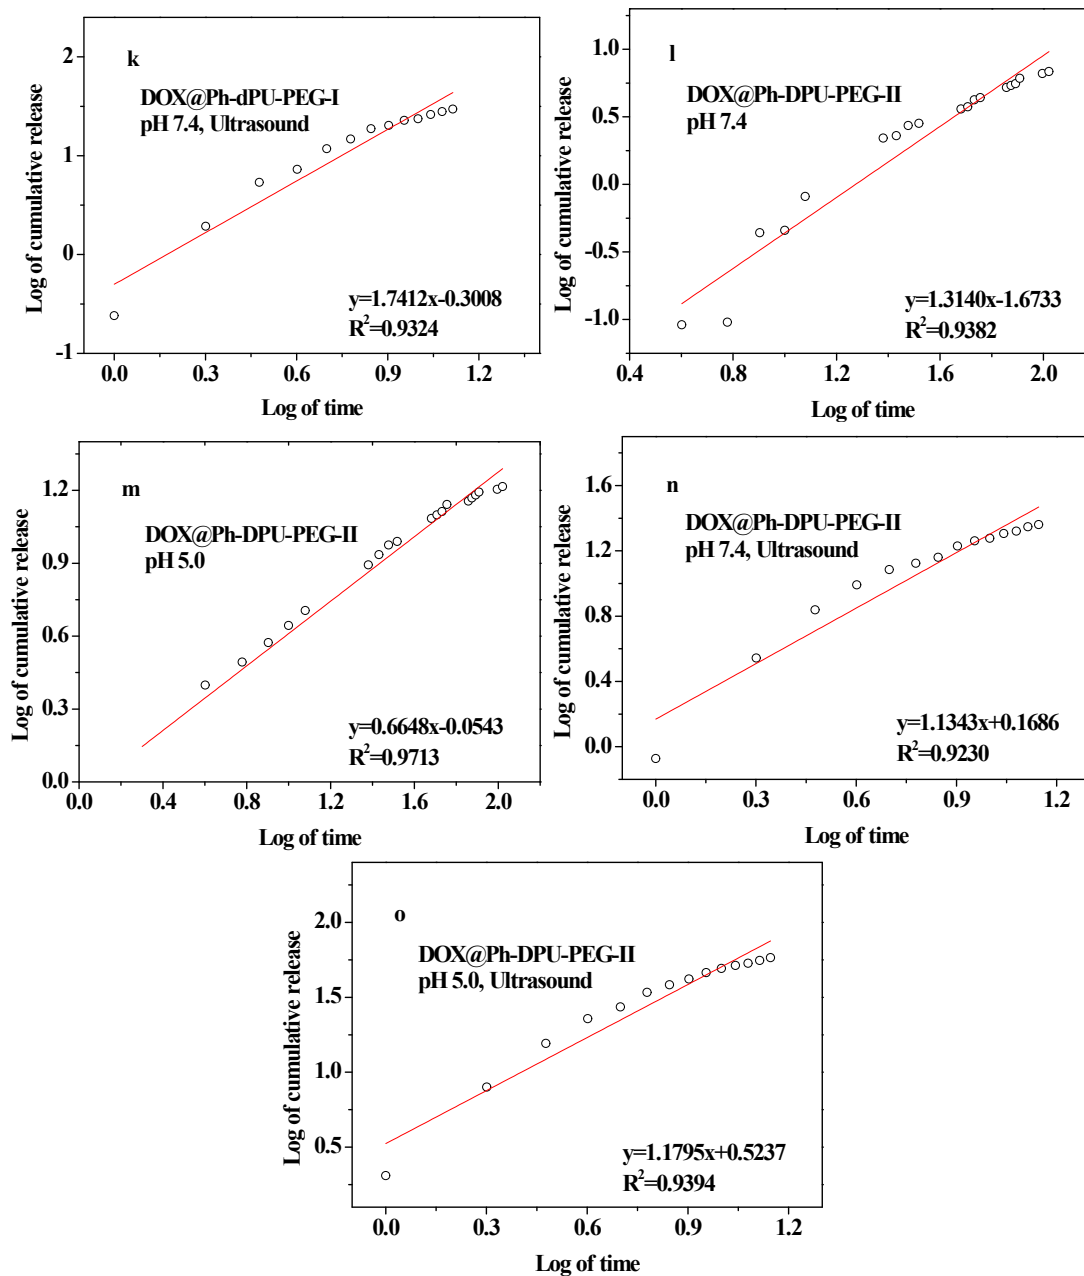 k
DOX@Ph-dPU-PEG-I
pH 7.4, Ultrasound
y=1.7412x-0.3008
R²=0.9324
2
1
0
-1
0.0 0.3 0.6 0.9 1.2
Log of time
Log of cumulative release
l
DOX@Ph-DPU-PEG-II
pH 7.4
y=1.3140x-1.6733
R²=0.9382
1.0
0.5
0.0
-0.5
-1.0
0.4 0.8 1.2 1.6 2.0
Log of time
Log of cumulative release
m
DOX@Ph-DPU-PEG-II
pH 5.0
y=0.6648x-0.0543
R²=0.9713
1.2
0.9
0.6
0.3
0.0
0.0 0.4 0.8 1.2 1.6 2.0
Log of time
Log of cumulative release
n
DOX@Ph-DPU-PEG-II
pH 7.4, Ultrasound
y=1.1343x+0.1686
R²=0.9230
1.6
1.2
0.8
0.4
0.0
0.0 0.3 0.6 0.9 1.2
Log of time
Log of cumulative release
o
DOX@Ph-DPU-PEG-II
pH 5.0, Ultrasound
y=1.1795x+0.5237
R²=0.9394
2.0
1.5
1.0
0.5
0.0 0.3 0.6 0.9 1.2
Log of time
Log of cumulative release